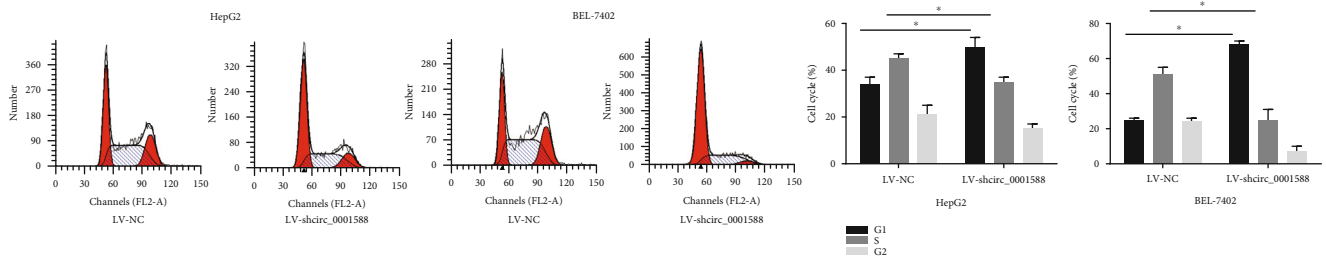 HepG2
BEL-7402
Number
360
270
180
90
0
0 30 60 90 120 150
Channels (FL2-A)
LV-NC
Number
320
240
160
80
0
0 30 60 90 120 150
Channels (FL2-A)
LV-shcirc_0001588
Number
280
210
140
70
0
0 30 60 90 120 150
Channels (FL2-A)
LV-NC
Number
600
500
400
300
200
100
0
0 30 60 90 120 150
Channels (FL2-A)
LV-shcirc_0001588
Cell cycle (%)
60
40
20
0
*
*
LV-NC LV-shcirc_0001588
HepG2
Cell cycle (%)
80
60
40
20
0
*
*
LV-NC LV-shcirc_0001588
BEL-7402
G1
S
G2